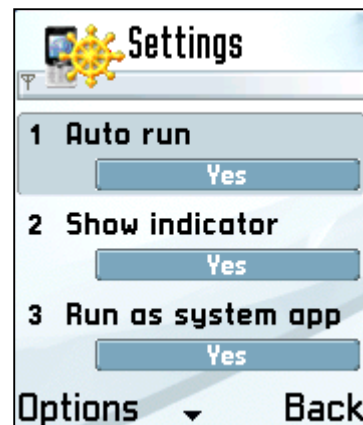 Settings
1 Auto run
Yes
2 Show indicator
Yes
3 Run as system app
Yes
Options Back